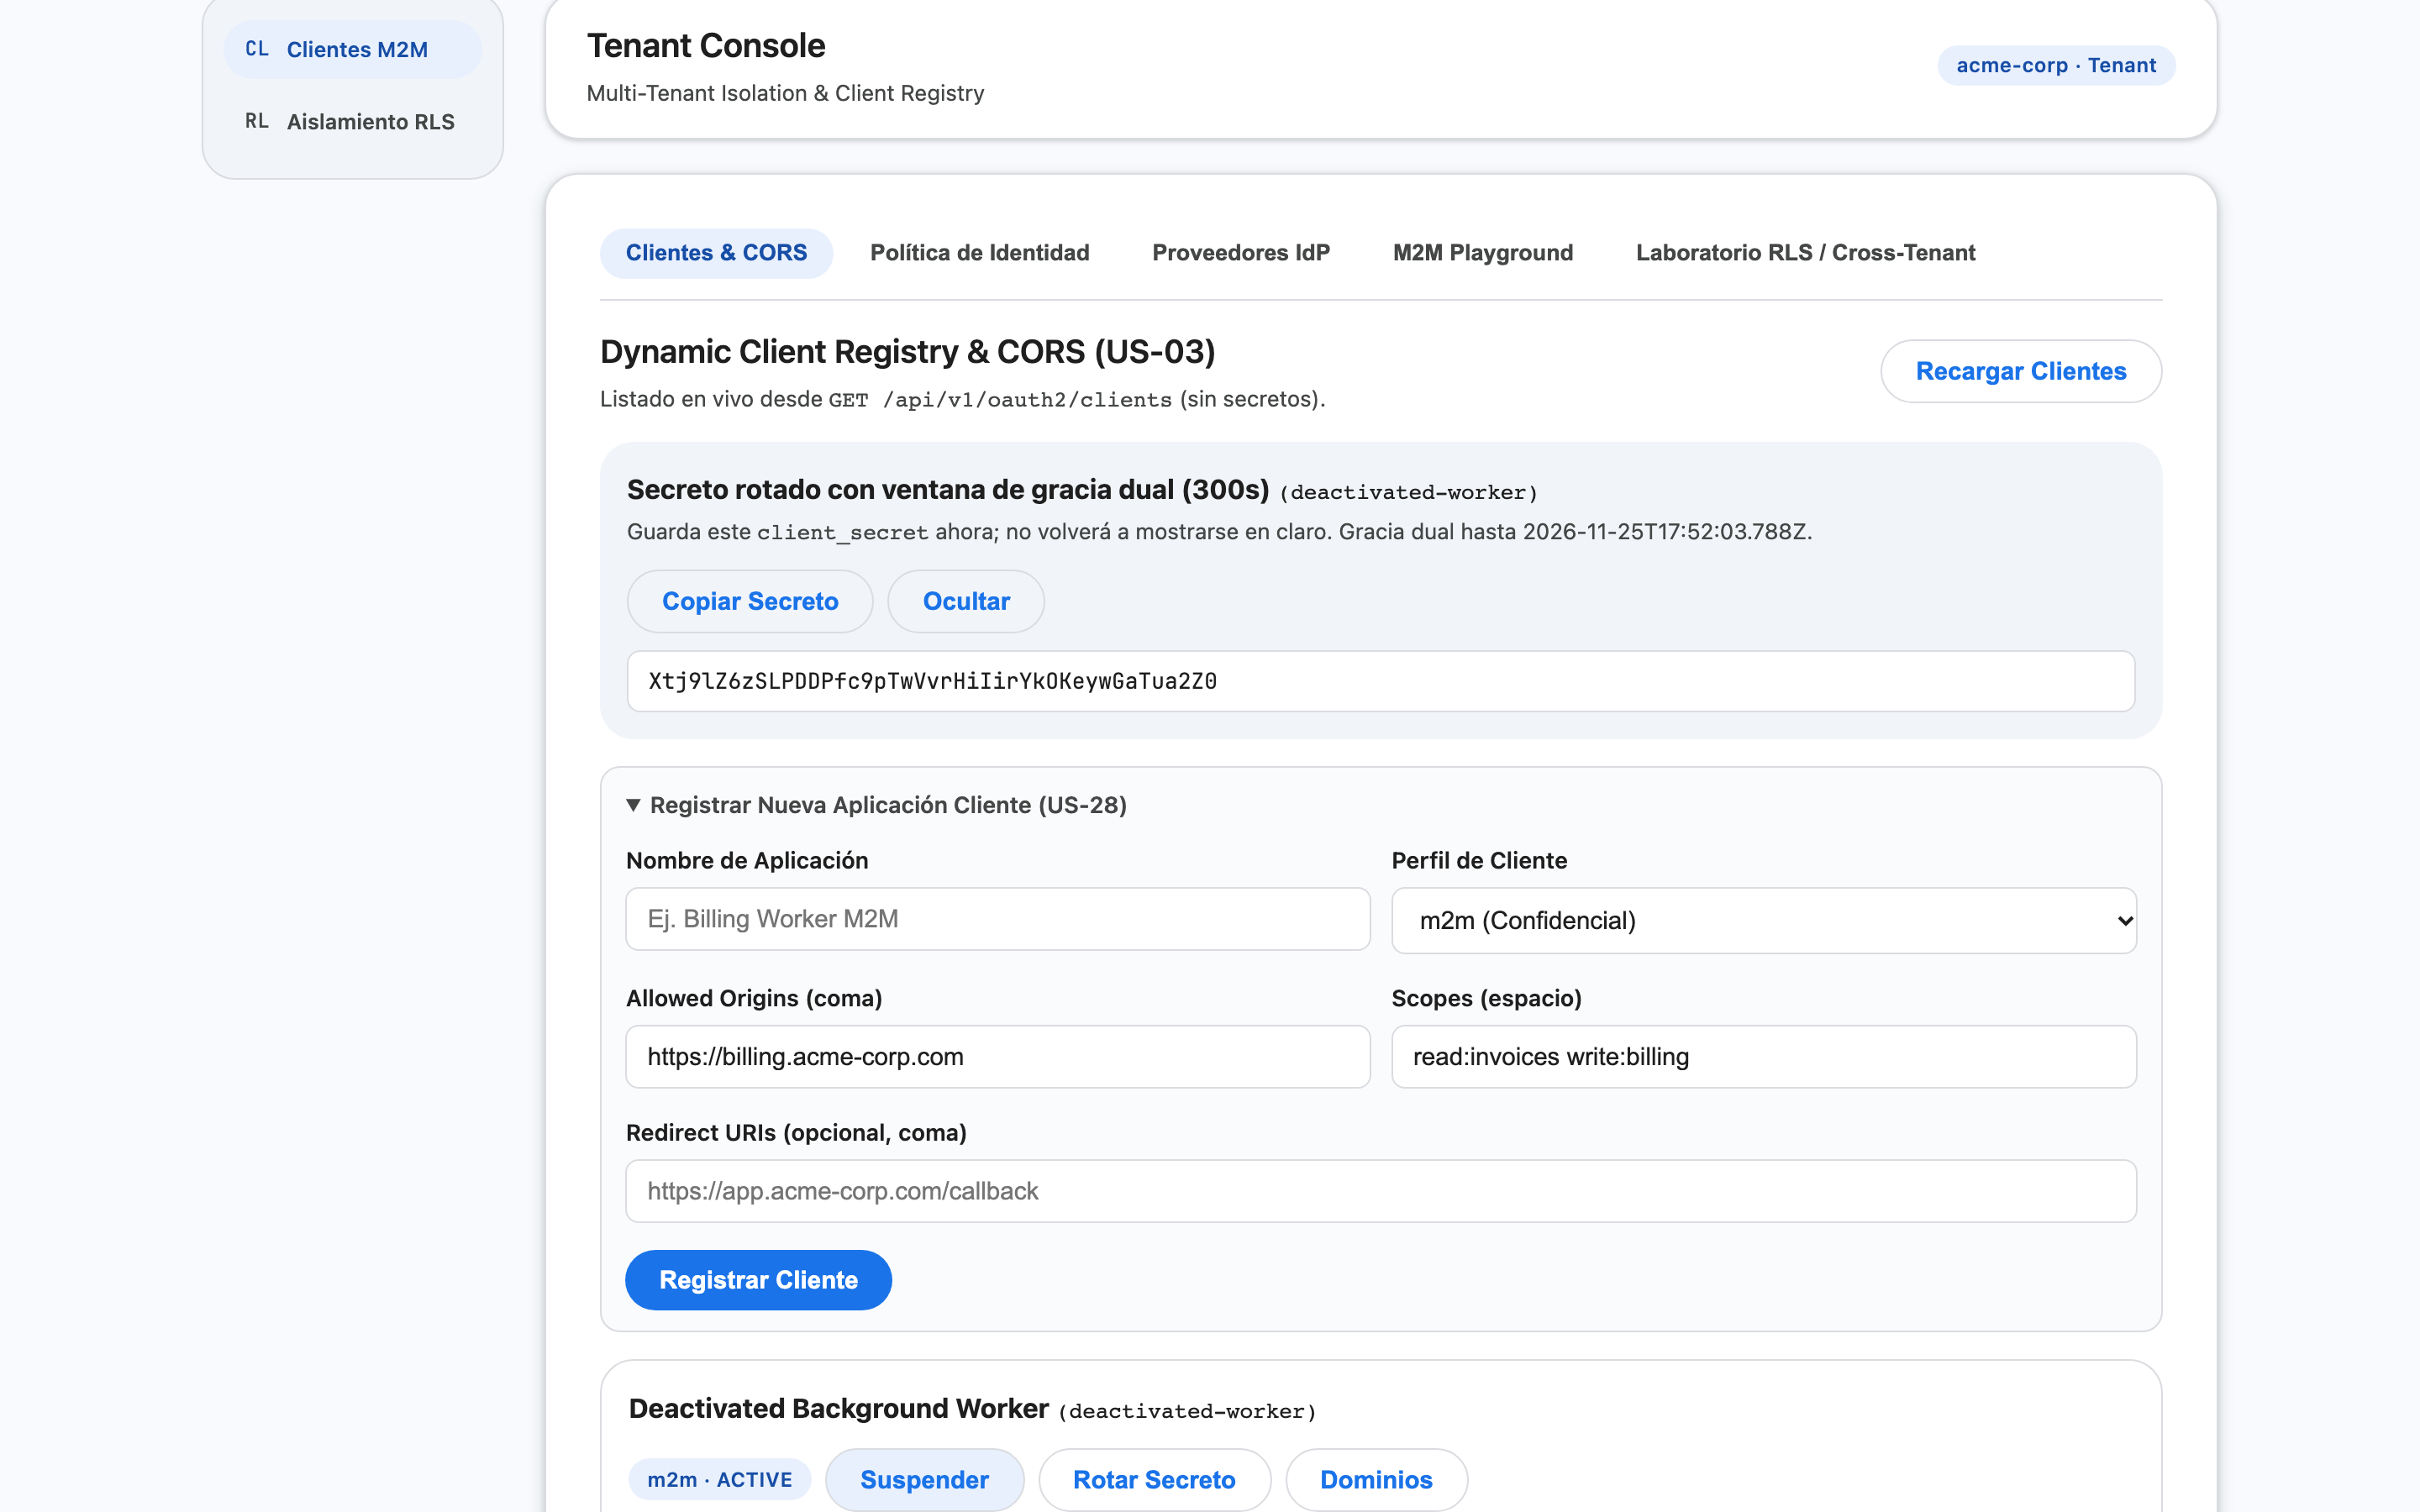 CL Clientes M2M
RL Aislamiento RLS
Tenant Console
Multi-Tenant Isolation & Client Registry
acme-corp · Tenant
Clientes & CORS Política de Identidad Proveedores IdP M2M Playground Laboratorio RLS / Cross-Tenant
Dynamic Client Registry & CORS (US-03)
Listado en vivo desde GET /api/v1/oauth2/clients (sin secretos).
Recargar Clientes
Secreto rotado con ventana de gracia dual (300s) (deactivated-worker)
Guarda este client_secret ahora; no volverá a mostrarse en claro. Gracia dual hasta 2026-11-25T17:52:03.788Z.
Copiar Secreto Ocultar
Xtj9lZ6zSLPDDPfc9pTwVvrHiIirYkOKeywGaTua2Z0
▼ Registrar Nueva Aplicación Cliente (US-28)
Nombre de Aplicación
Ej. Billing Worker M2M
Perfil de Cliente
m2m (Confidencial)
Allowed Origins (coma)
https://billing.acme-corp.com
Scopes (espacio)
read:invoices write:billing
Redirect URIs (opcional, coma)
https://app.acme-corp.com/callback
Registrar Cliente
Deactivated Background Worker (deactivated-worker)
m2m · ACTIVE Suspender Rotar Secreto Dominios